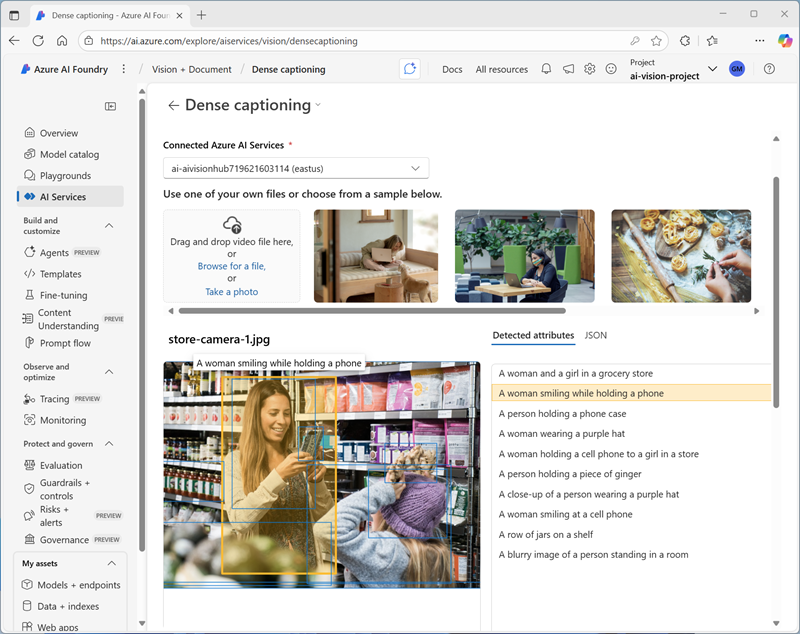 Dense captioning - Azure AI Foun
https://ai.azure.com/explore/aiservices/vision/densecaptioning
Azure AI Foundry
/ Vision + Document / Dense captioning
Docs
All resources
Project
ai-vision-project
GM
Overview
Model catalog
Playgrounds
AI Services
Build and
customize
Agents PREVIEW
Templates
Fine-tuning
Content
Understanding PREVIE
Prompt flow
Observe and
optimize
Tracing PREVIEW
Monitoring
Protect and govern
Evaluation
Guardrails +
controls
Risks +
alerts PREVIEW
Governance PREVIEW
My assets
Models + endpoints
Data + indexes
Web apps
Dense captioning
Connected Azure AI Services *
ai-aivisionhub719621603114 (eastus)
Use one of your own files or choose from a sample below.
Drag and drop video file here,
or
Browse for a file,
or
Take a photo
store-camera-1.jpg
A woman smiling while holding a phone
Detected attributes
JSON
A woman and a girl in a grocery store
A woman smiling while holding a phone
A person holding a phone case
A woman wearing a purple hat
A woman holding a cell phone to a girl in a store
A person holding a piece of ginger
A close-up of a person wearing a purple hat
A woman smiling at a cell phone
A row of jars on a shelf
A blurry image of a person standing in a room